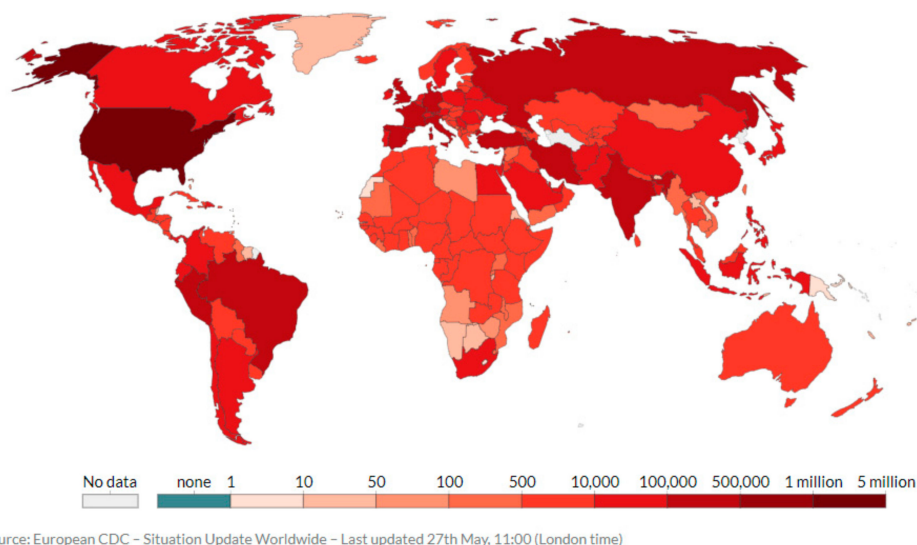 No data none 1 10 50 100 500 10,000 100,000 500,000 1 million 5 million
urce: European CDC – Situation Update Worldwide – Last updated 27th May, 11:00 (London time)